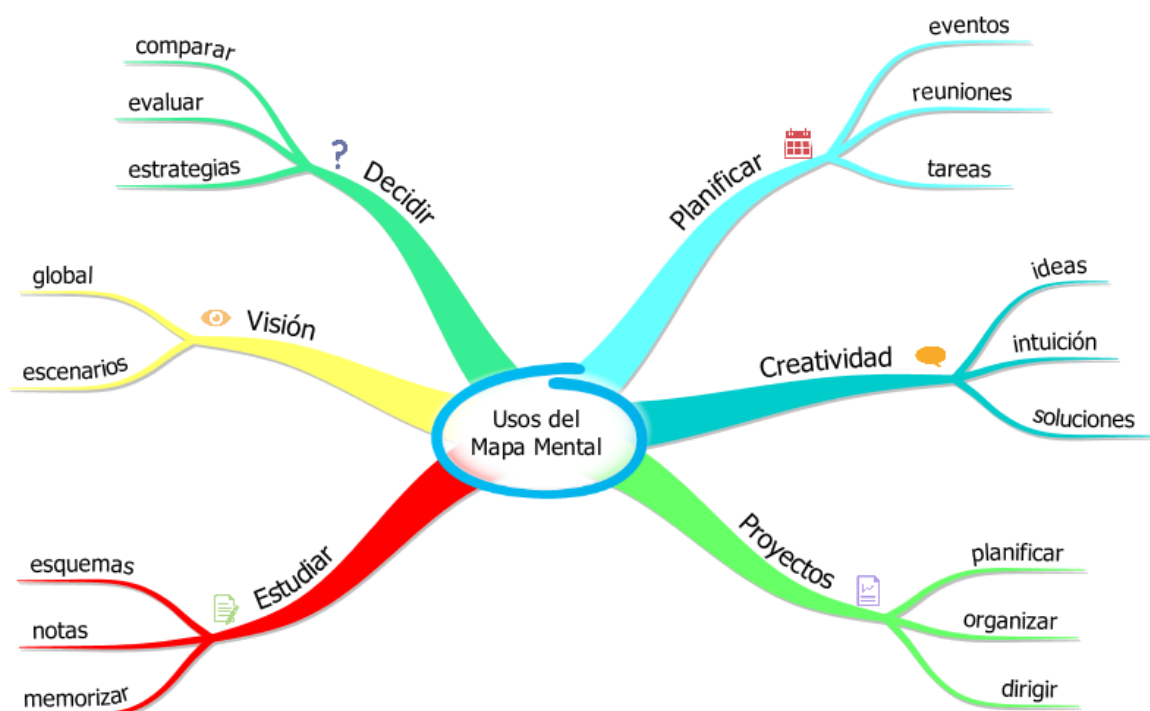 Usos del
Mapa Mental
Planificar
eventos
reuniones
tareas
Creatividad
ideas
intuición
soluciones
Proyectos
planificar
organizar
dirigir
Estudiar
esquemas
notas
memorizar
Visión
global
escenarios
? Decidir
comparar
evaluar
estrategias